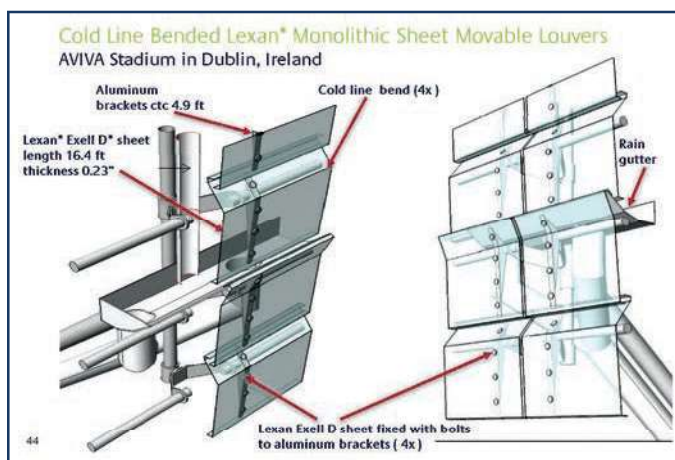 Cold Line Bended Lexan* Monolithic Sheet Movable Louvers
AVIVA Stadium in Dublin, Ireland
Aluminum
brackets ctc 4.9 ft
Cold line bend (4x)
Lexan* Exell D* sheet
length 16.4 ft
thickness 0.23"
Rain
gutter
Lexan Exell D sheet fixed with bolts
to aluminum brackets ( 4x )
44